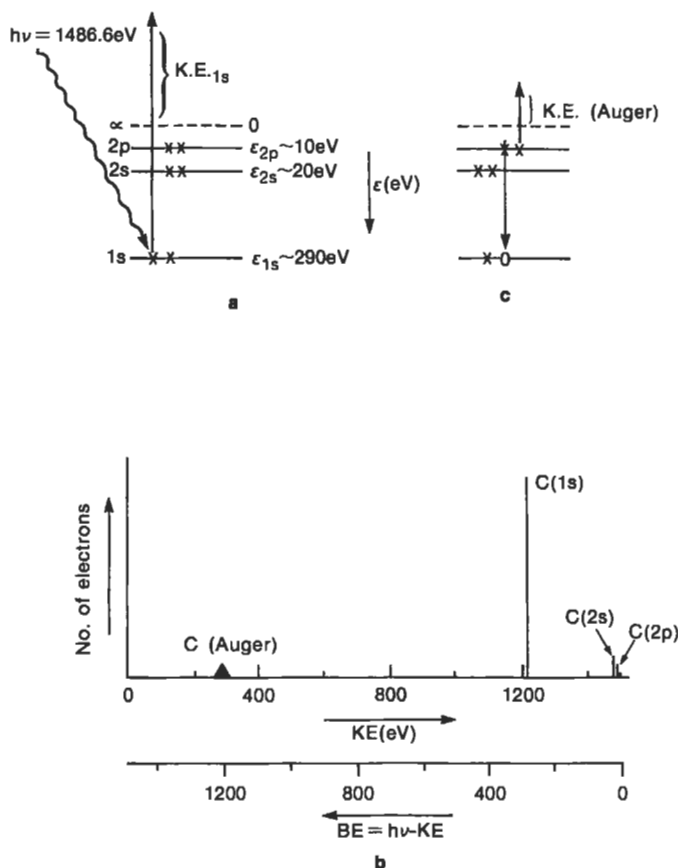 hν = 1486.6eV
K.E.1s
∝ 0
2p ε2p~10eV
2s ε2s~20eV
1s ε1s~290eV
a
ε(eV)
K.E. (Auger)
c
No. of electrons
C (Auger)
C(1s)
C(2s)
C(2p)
0 400 800 1200
KE(eV)
1200 800 400 0
BE = hν-KE
b